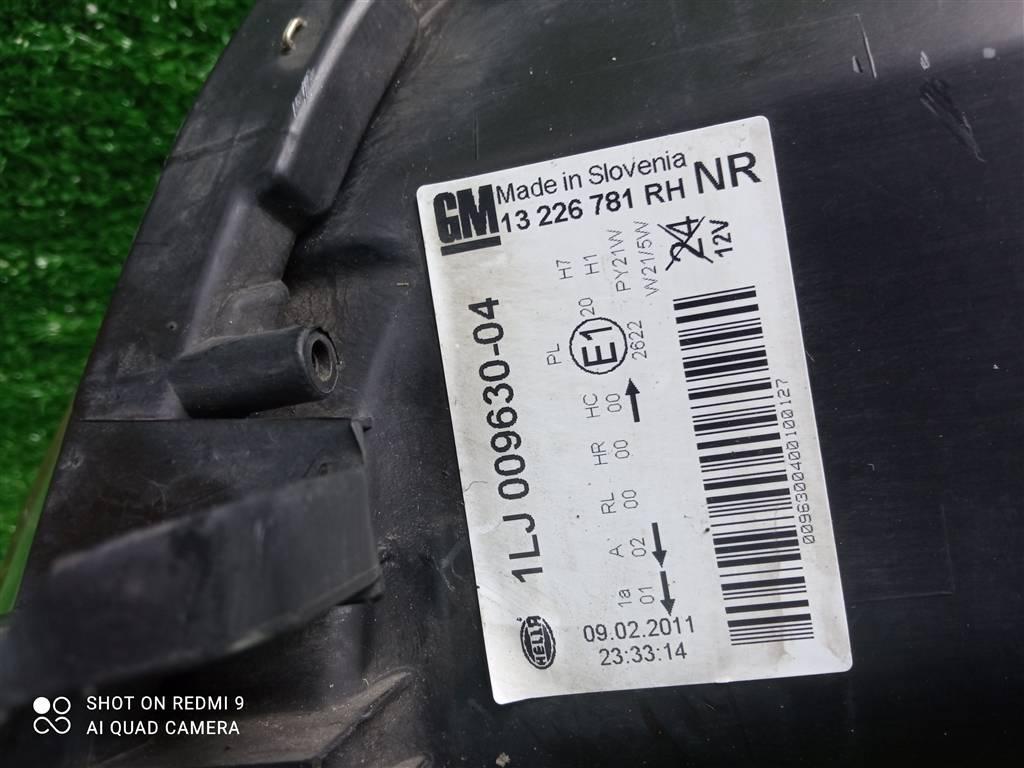 GM Made in Slovenia NR
13 226 781 RH
24
12V
1LJ 009630-04
H7
H1
PY21W
W21/5W
PL
E1 20
2622
1a A RL HR HC
01 02 00 00 00
HELLA
09.02.2011
23:33:14
0096300400100127
SHOT ON REDMI 9
AI QUAD CAMERA